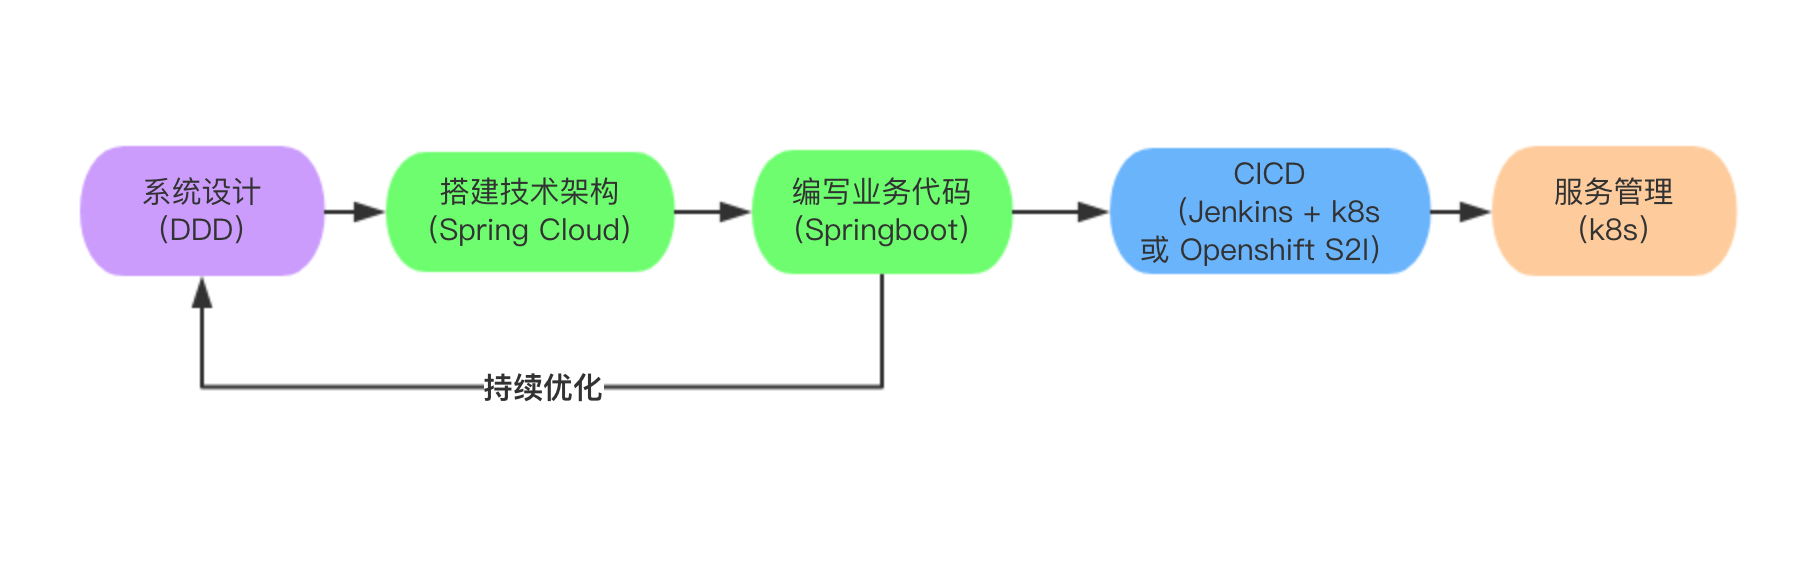 系统设计
(DDD)
搭建技术架构
(Spring Cloud)
编写业务代码
(Springboot)
CICD
(Jenkins + k8s
或 Openshift S2I)
服务管理
(k8s)
持续优化